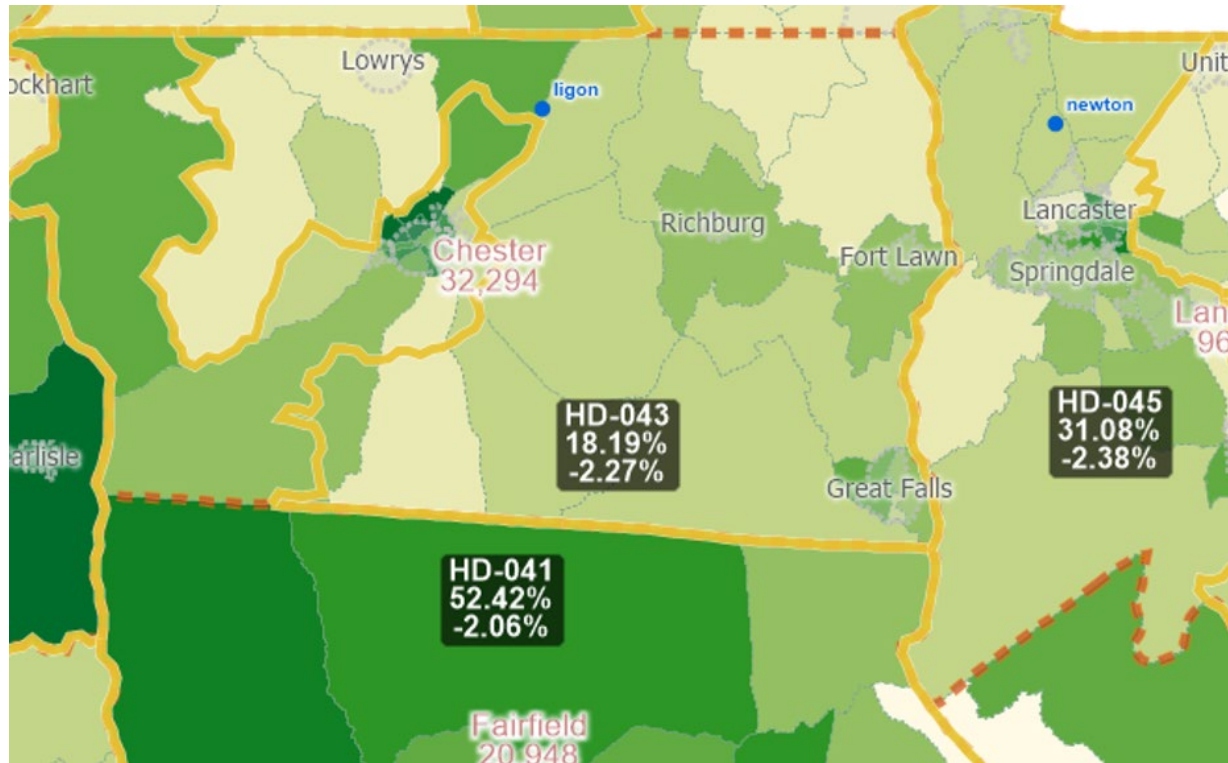 Lowrys
ockhart
ligon
newton
Unit
Lancaster
Richburg
Chester
32,294
Fort Lawn
Springdale
Lan
96
HD-043
18.19%
-2.27%
HD-045
31.08%
-2.38%
arlisle
Great Falls
HD-041
52.42%
-2.06%
Fairfield
20,948